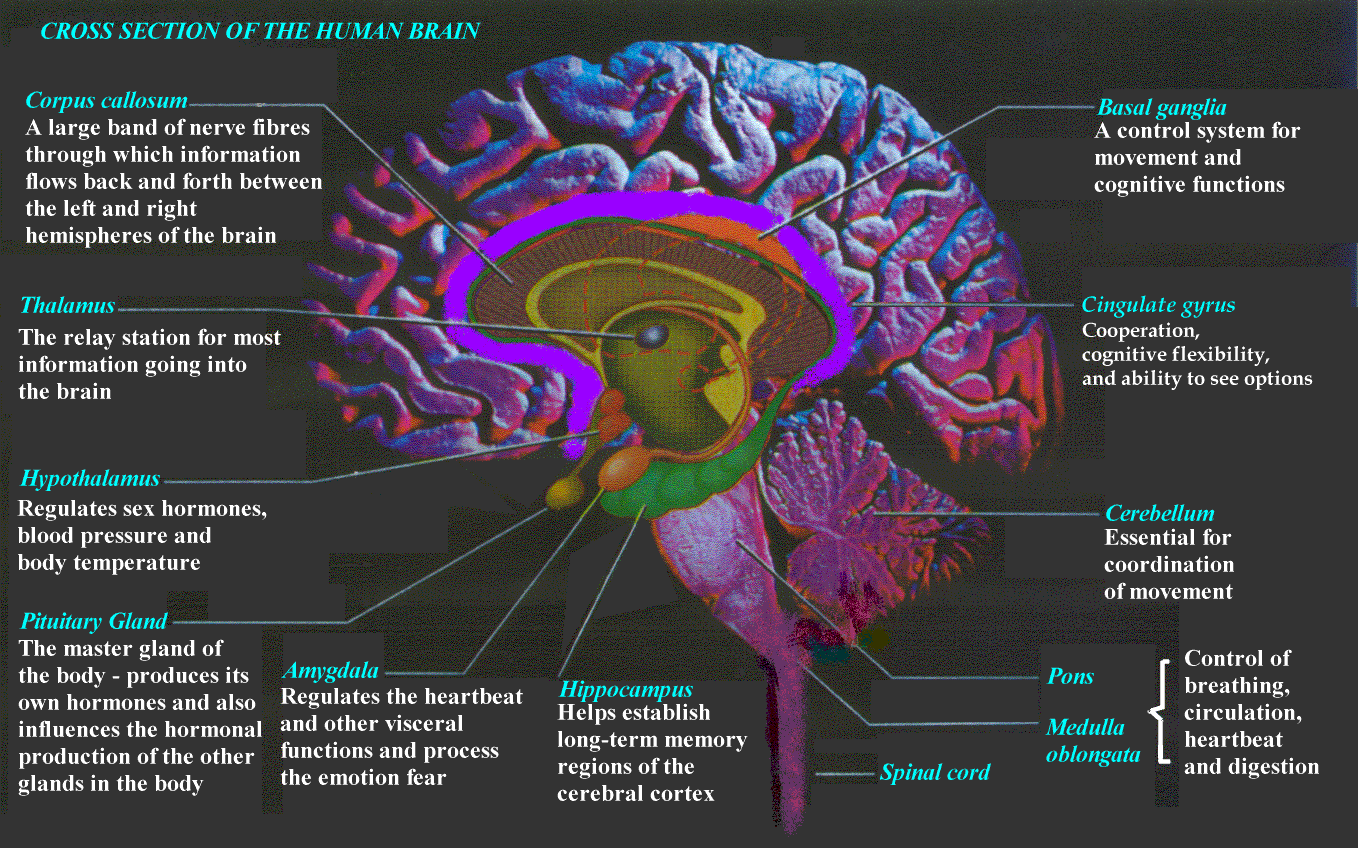 CROSS SECTION OF THE HUMAN BRAIN
Corpus callosum
A large band of nerve fibres
through which information
flows back and forth between
the left and right
hemispheres of the brain
Thalamus
The relay station for most
information going into
the brain
Hypothalamus
Regulates sex hormones,
blood pressure and
body temperature
Pituitary Gland
The master gland of
the body - produces its
own hormones and also
influences the hormonal
production of the other
glands in the body
Amygdala
Regulates the heartbeat
and other visceral
functions and process
the emotion fear
Hippocampus
Helps establish
long-term memory
regions of the
cerebral cortex
Basal ganglia
A control system for
movement and
cognitive functions
Cingulate gyrus
Cooperation,
cognitive flexibility,
and ability to see options
Cerebellum
Essential for
coordination
of movement
Pons
Medulla
oblongata
Control of
breathing,
circulation,
heartbeat
and digestion
Spinal cord